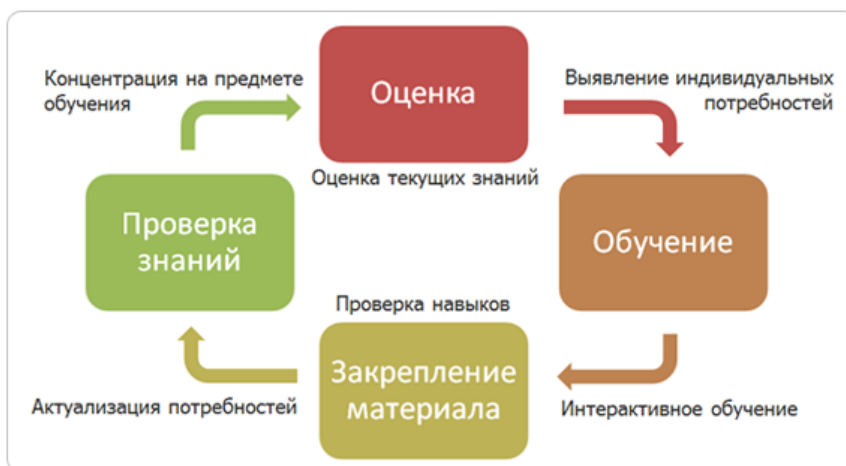 Концентрация на предмете
обучения
Оценка
Выявление индивидуальных
потребностей
Оценка текущих знаний
Проверка
знаний
Обучение
Проверка навыков
Закрепление
материала
Актуализация потребностей
Интерактивное обучение